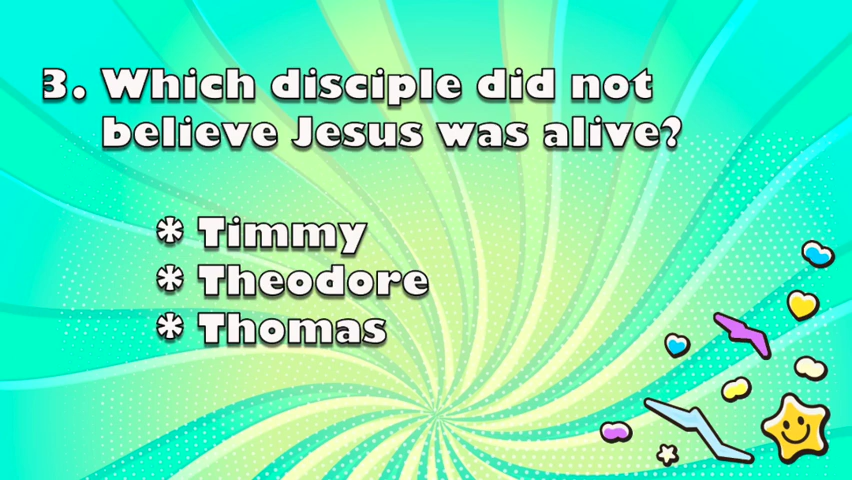 3. Which disciple did not
believe Jesus was alive?
* Timmy
* Theodore
* Thomas